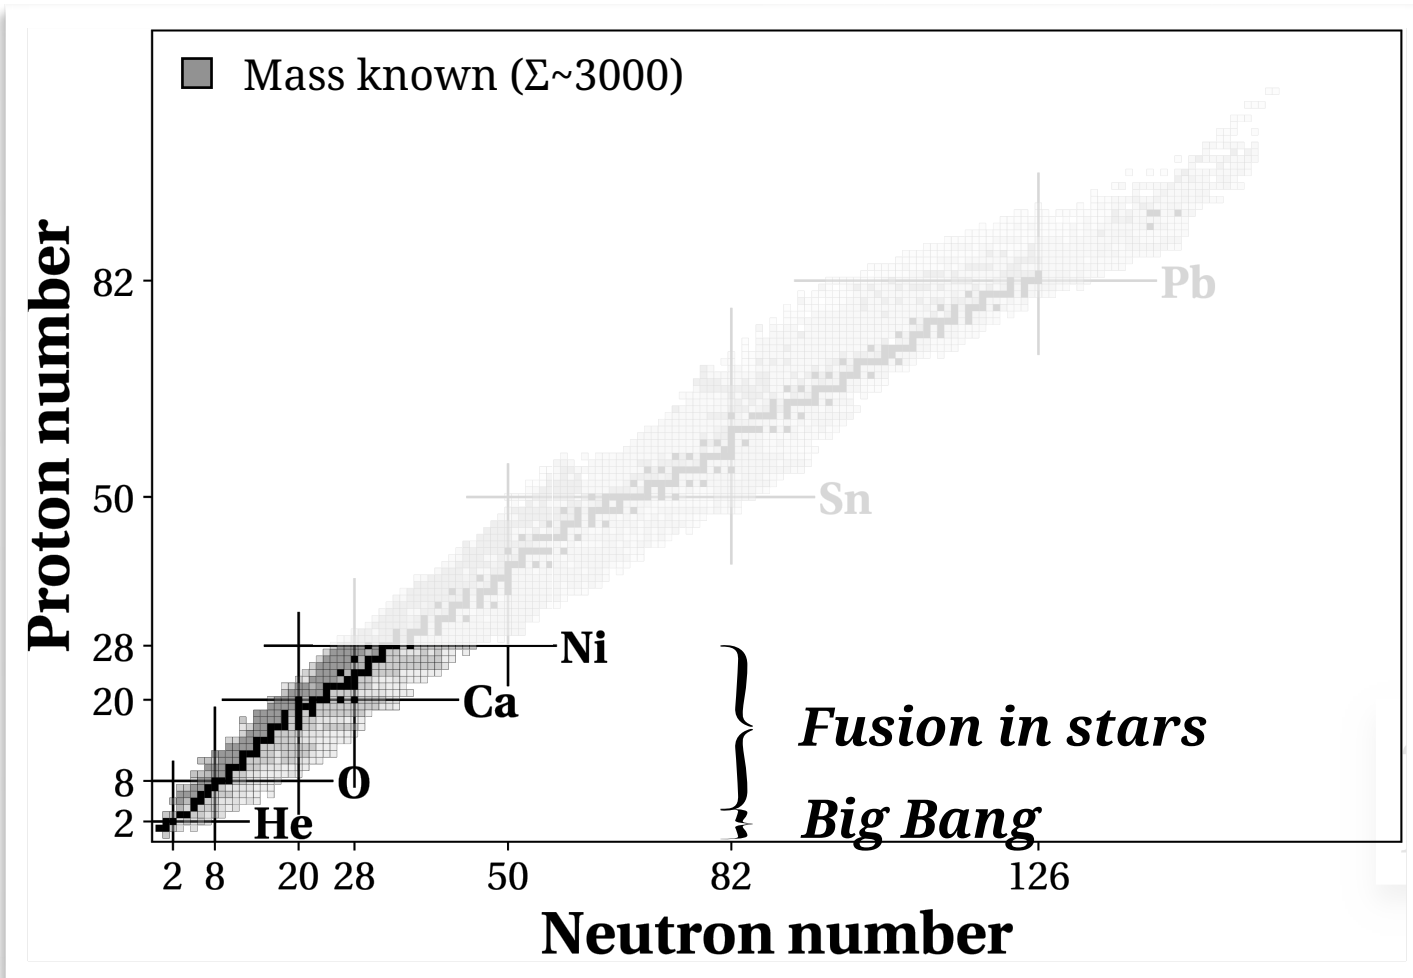 Mass known (Σ~3000)
Proton number
82
Pb
50
Sn
28
Ni
20
Ca
Fusion in stars
8
O
2
He
Big Bang
2 8 20 28 50 82 126
Neutron number